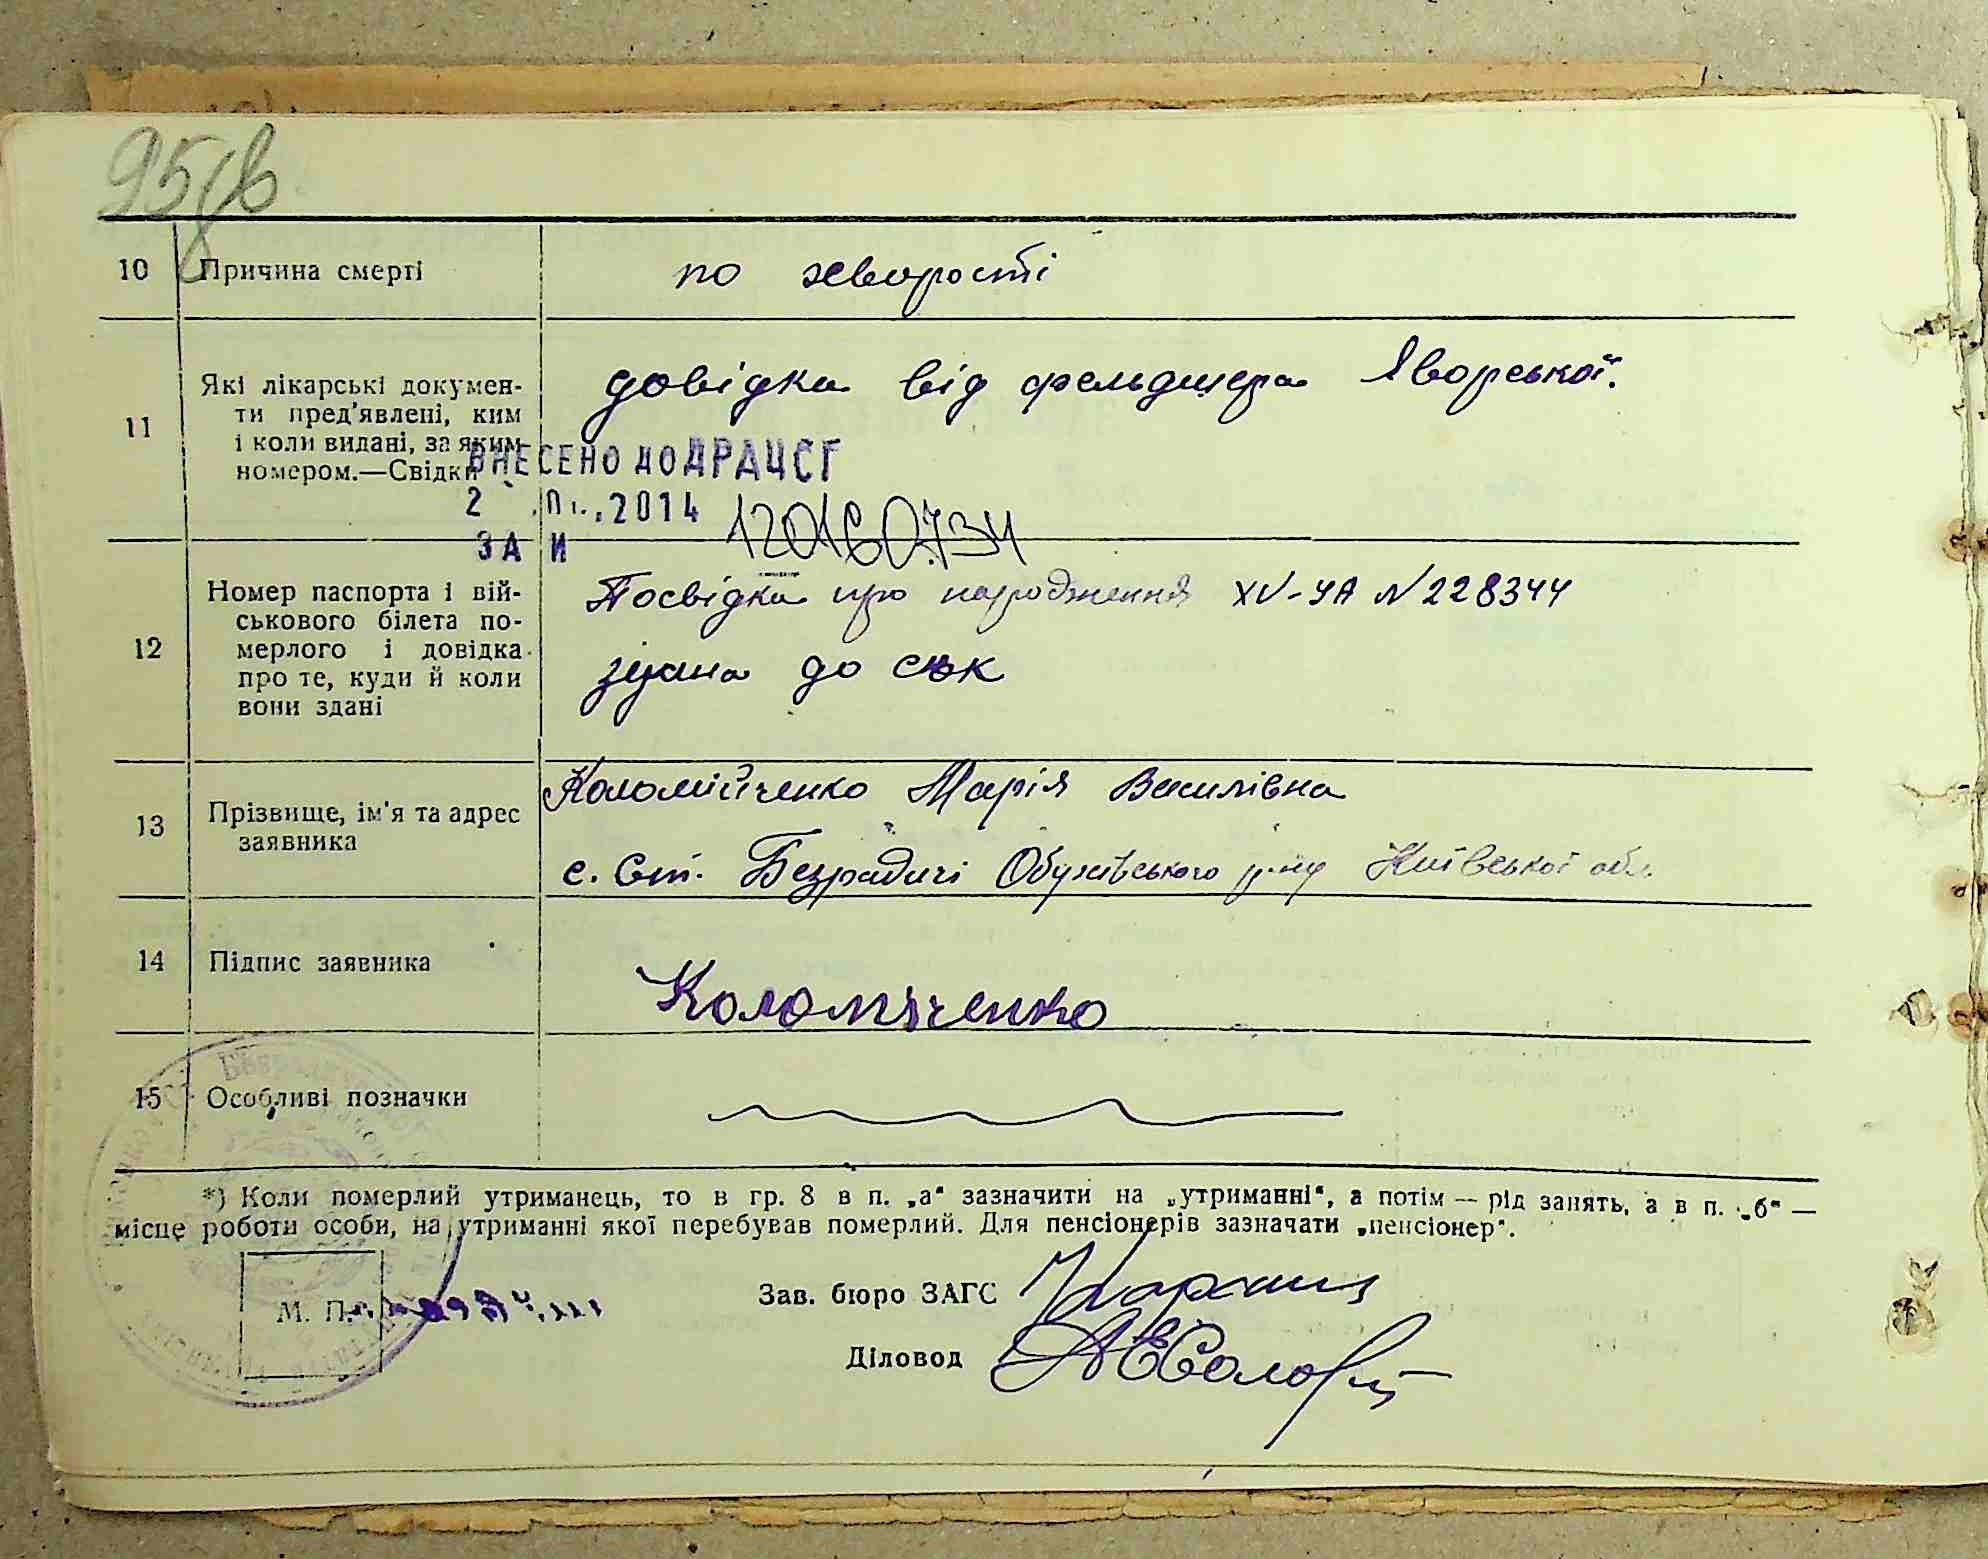 95
10 Причина смерті по хворості
11 Які лікарські докумен-
ти пред'явлені, ким
і коли видані, за яким
номером.—Свідки
довідка від фельдшера Яворської.
ВНЕСЕНО ДО ДРАЦСГ
2 2014
ЗА И 120160734
12 Номер паспорта і вій-
ськового білета по-
мерлого і довідка
про те, куди й коли
вони здані
Посвідка про народження XV-УА N 228344
здана до
13 Прізвище, ім'я та адрес
заявника
Коломійченко Марія Василівна
с. Ст. Безрадичі Обухівського р-ну Київської обл.
14 Підпис заявника Коломиченко
15 Особливі позначки
*) Коли померлий утриманець, то в гр. 8 в п. „а“ зазначити на „утриманні“, а потім — рід занять, а в п. „б“ —
місце роботи особи, на утриманні якої перебував померлий. Для пенсіонерів зазначати „пенсіонер“.
М. П.
Зав. бюро ЗАГС
Діловод